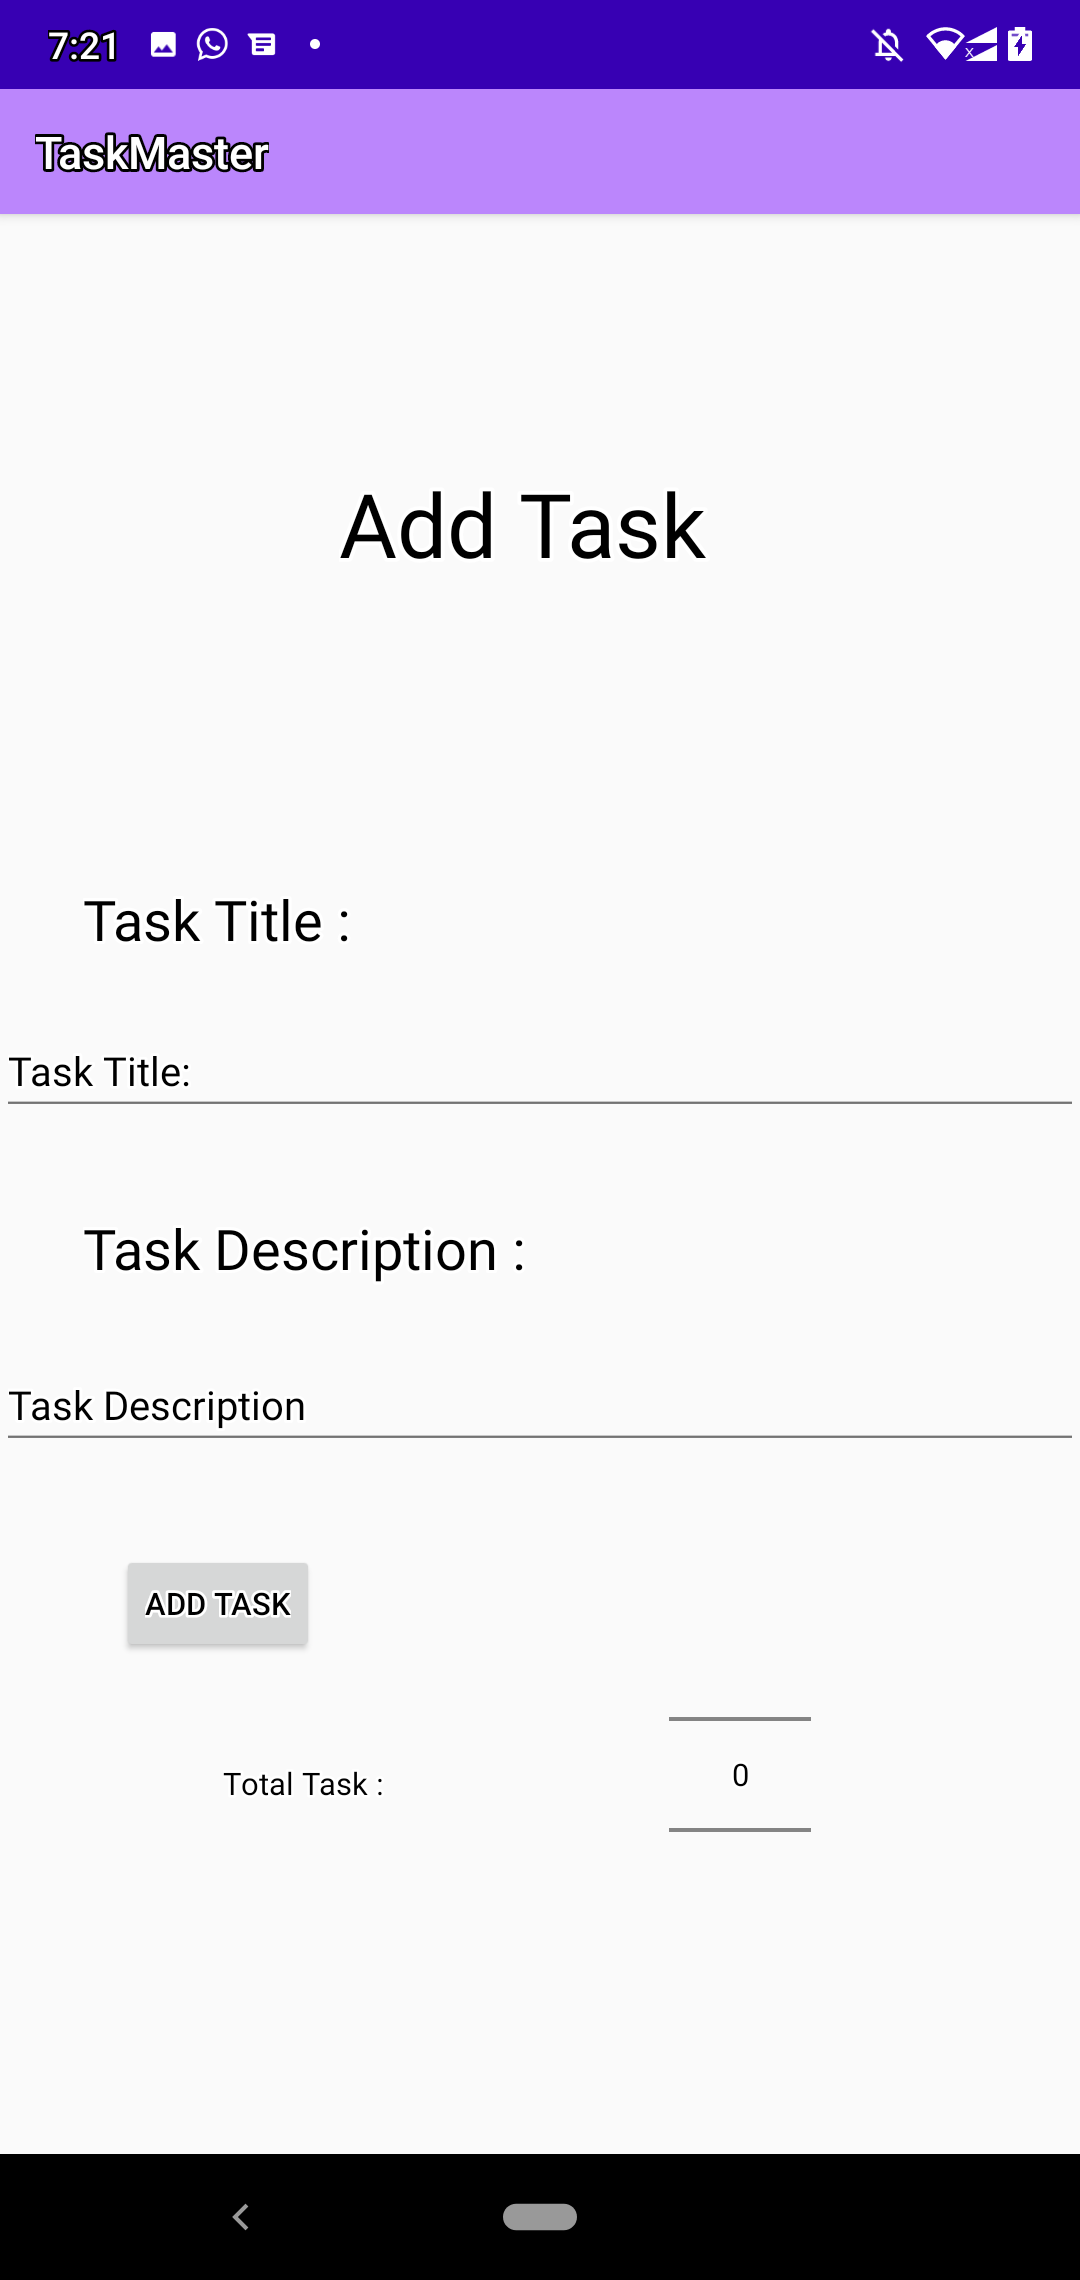 7:21
TaskMaster
Add Task
Task Title :
Task Title:
Task Description :
Task Description
ADD TASK
Total Task :
0